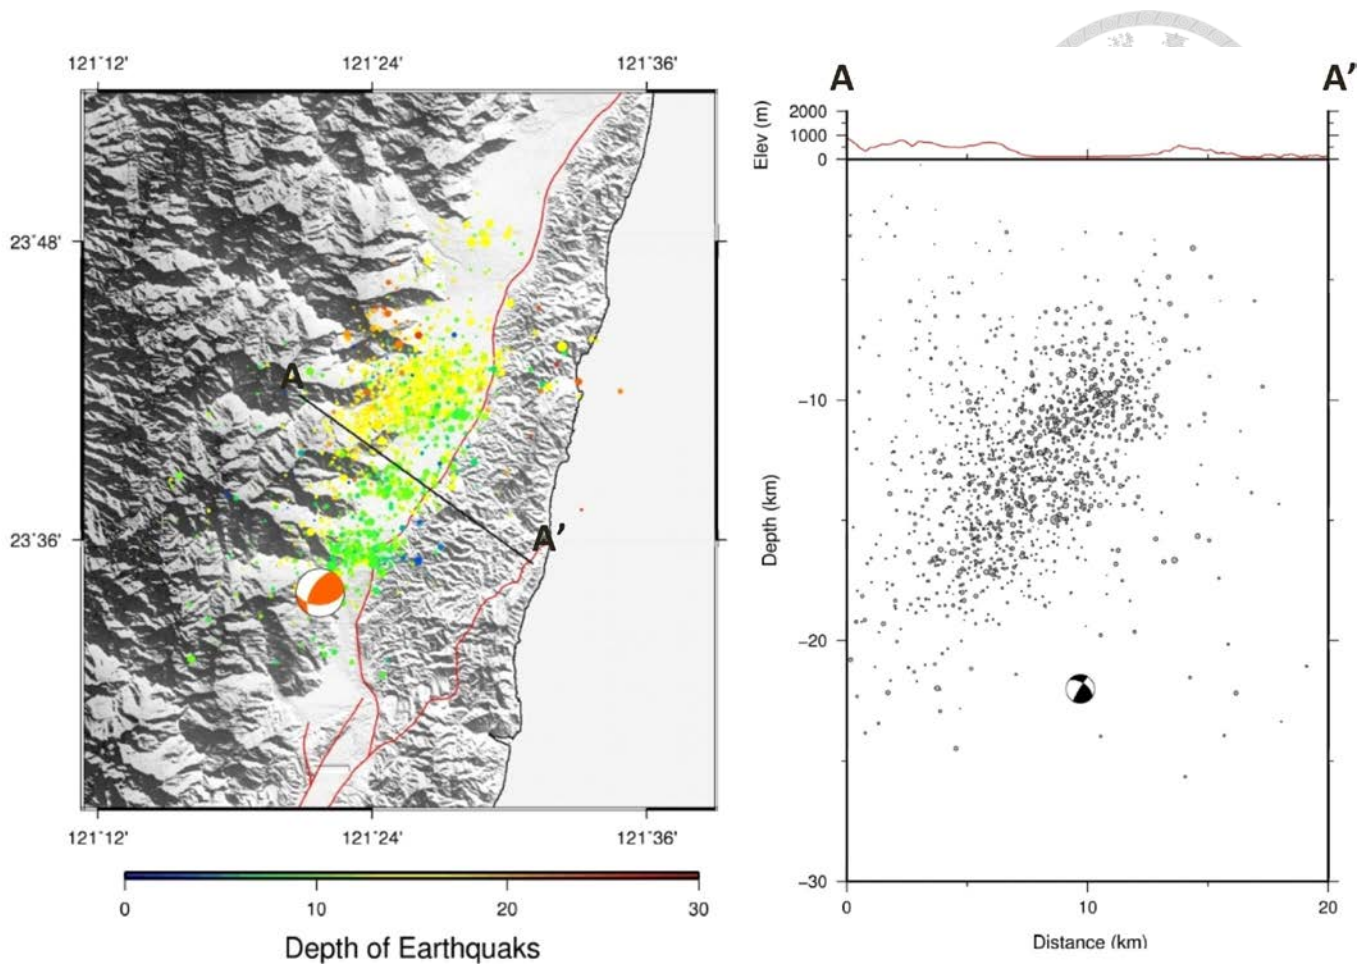 121°12' 121°24' 121°36'
23°48'
23°36'
A
A'
121°12' 121°24' 121°36'
0 10 20 30
Depth of Earthquaks
A A'
Elev (m)
2000
1000
0
Depth (km)
−10
−20
−30
0 10 20
Distance (km)